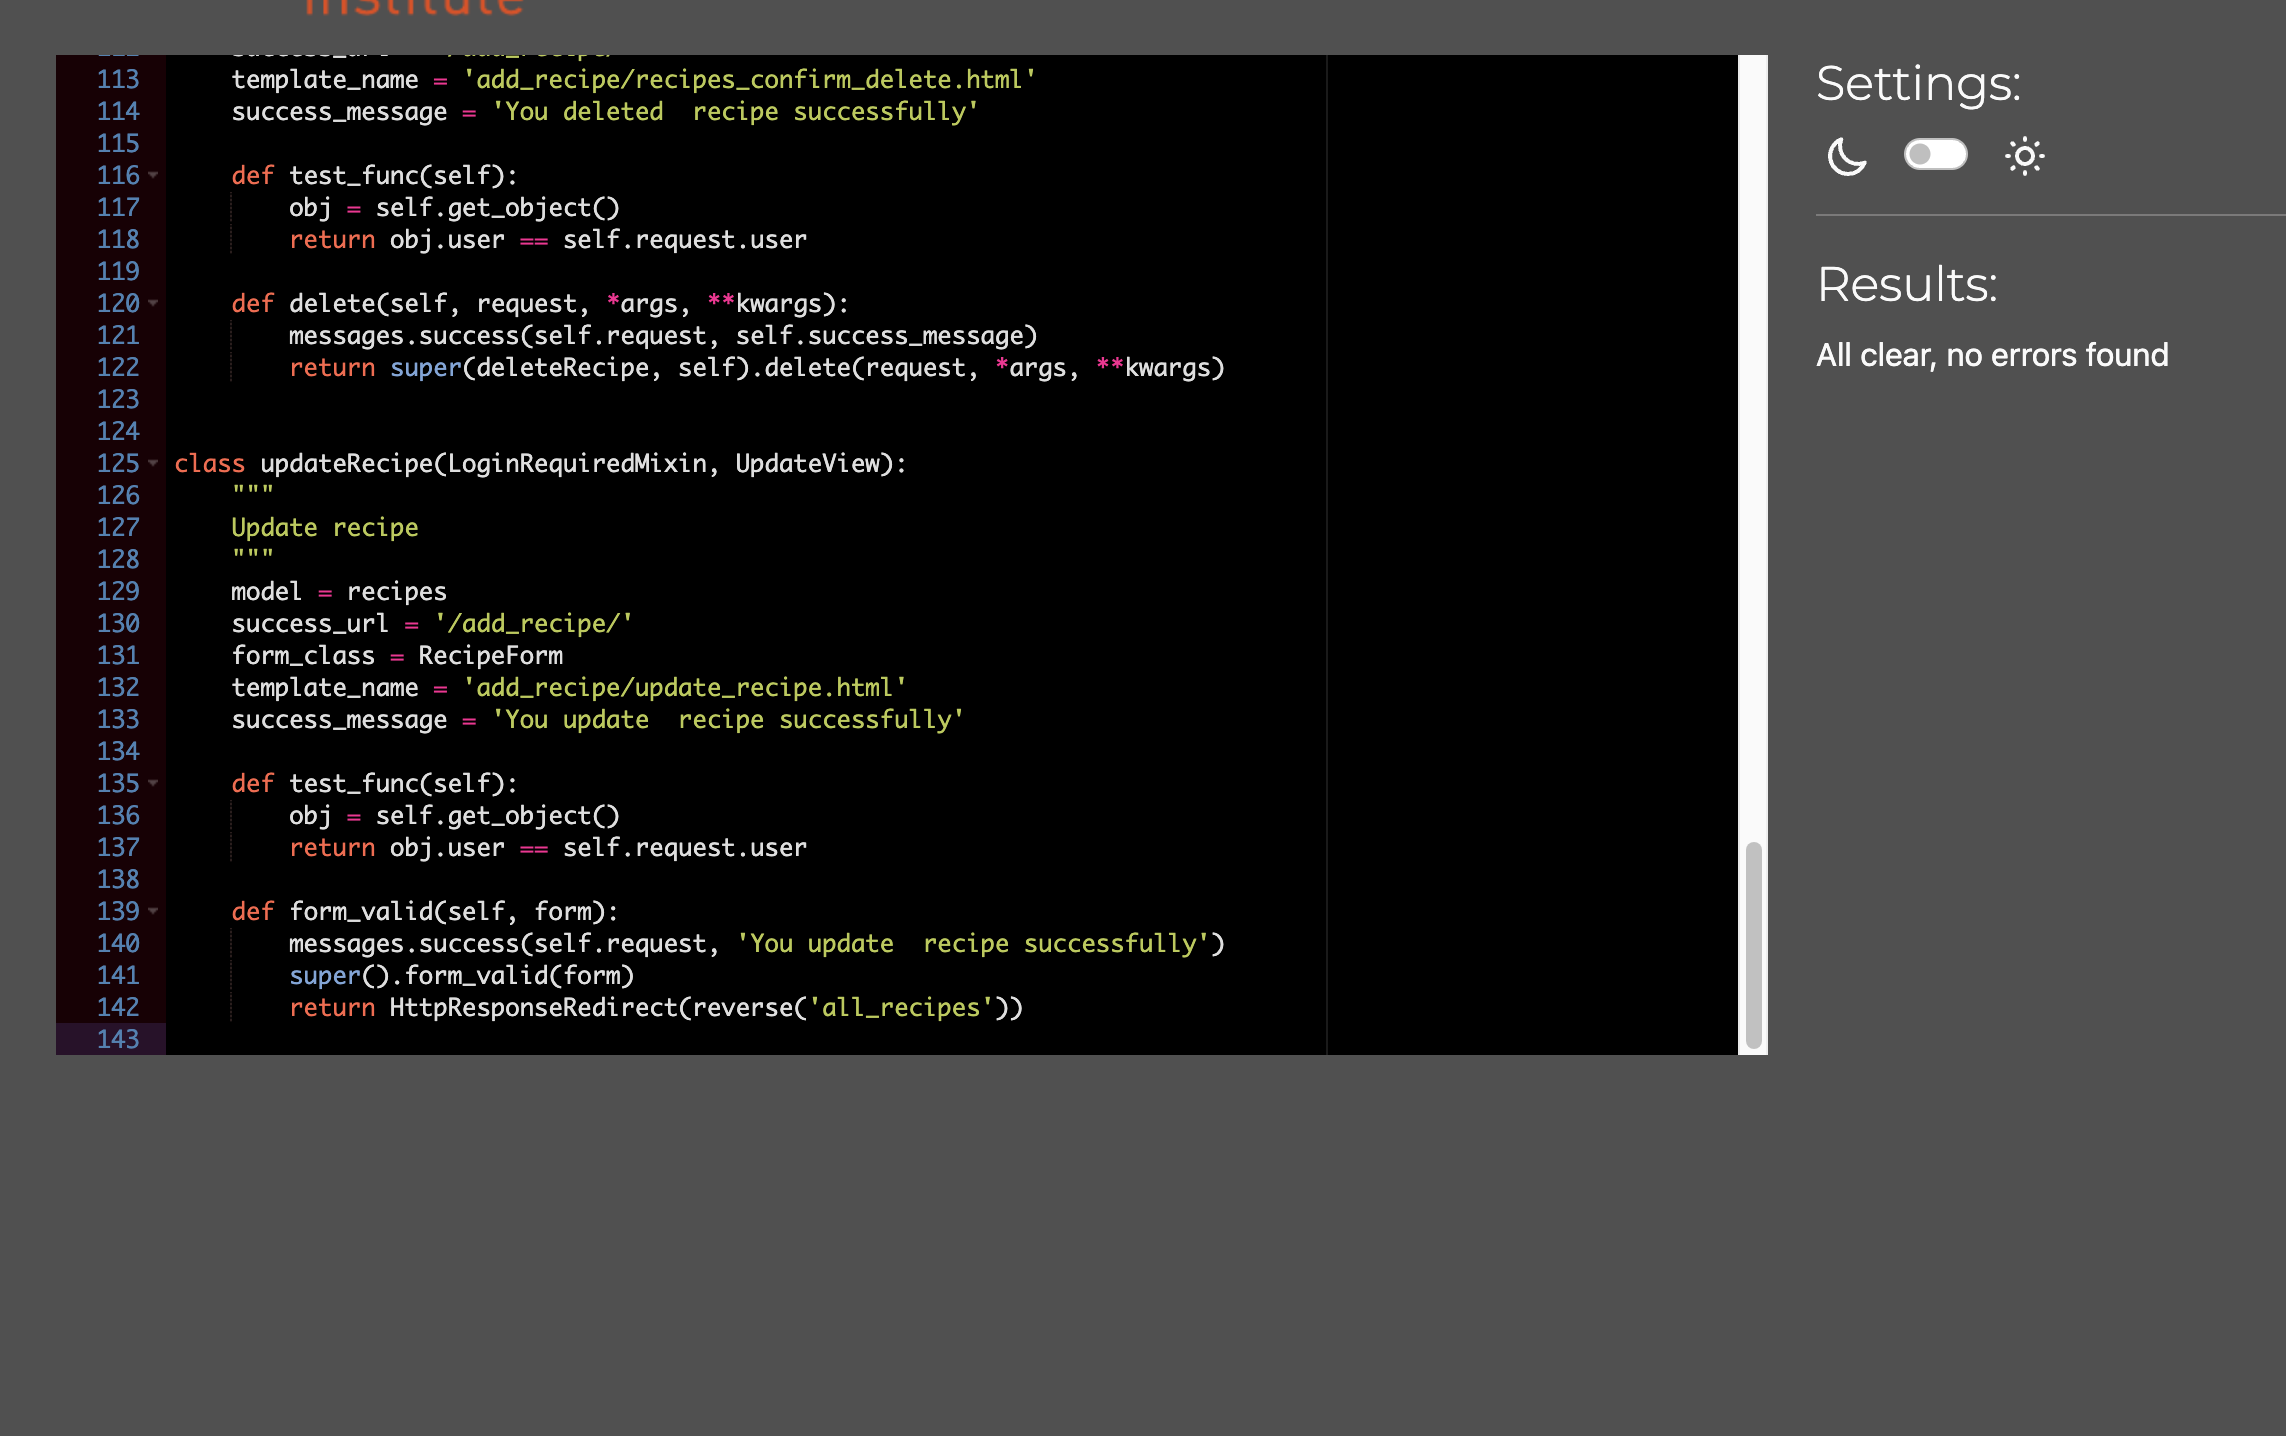 institute
113 template_name = 'add_recipe/recipes_confirm_delete.html'
114 success_message = 'You deleted  recipe successfully'
115
116 def test_func(self):
117 obj = self.get_object()
118 return obj.user == self.request.user
119
120 def delete(self, request, *args, **kwargs):
121 messages.success(self.request, self.success_message)
122 return super(deleteRecipe, self).delete(request, *args, **kwargs)
123
124
125 class updateRecipe(LoginRequiredMixin, UpdateView):
126 """
127 Update recipe
128 """
129 model = recipes
130 success_url = '/add_recipe/'
131 form_class = RecipeForm
132 template_name = 'add_recipe/update_recipe.html'
133 success_message = 'You update  recipe successfully'
134
135 def test_func(self):
136 obj = self.get_object()
137 return obj.user == self.request.user
138
139 def form_valid(self, form):
140 messages.success(self.request, 'You update  recipe successfully')
141 super().form_valid(form)
142 return HttpResponseRedirect(reverse('all_recipes'))
143
Settings:
Results:
All clear, no errors found